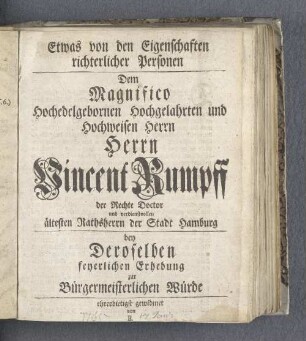 Etwas von den Eigenschaften
richterlicher Personen
Dem
Magnifico
Hochedelgebornen Hochgelahrten und
Hochweisen Herrn
Herrn
Vincent Rumpff
der Rechte Doctor
und verdienstvollen
ältesten Rathsherrn der Stadt Hamburg
bey
Deroselben
feyerlichen Erhebung
zur
Bürgermeisterlichen Würde
ehrerbietigst gewidmet
von